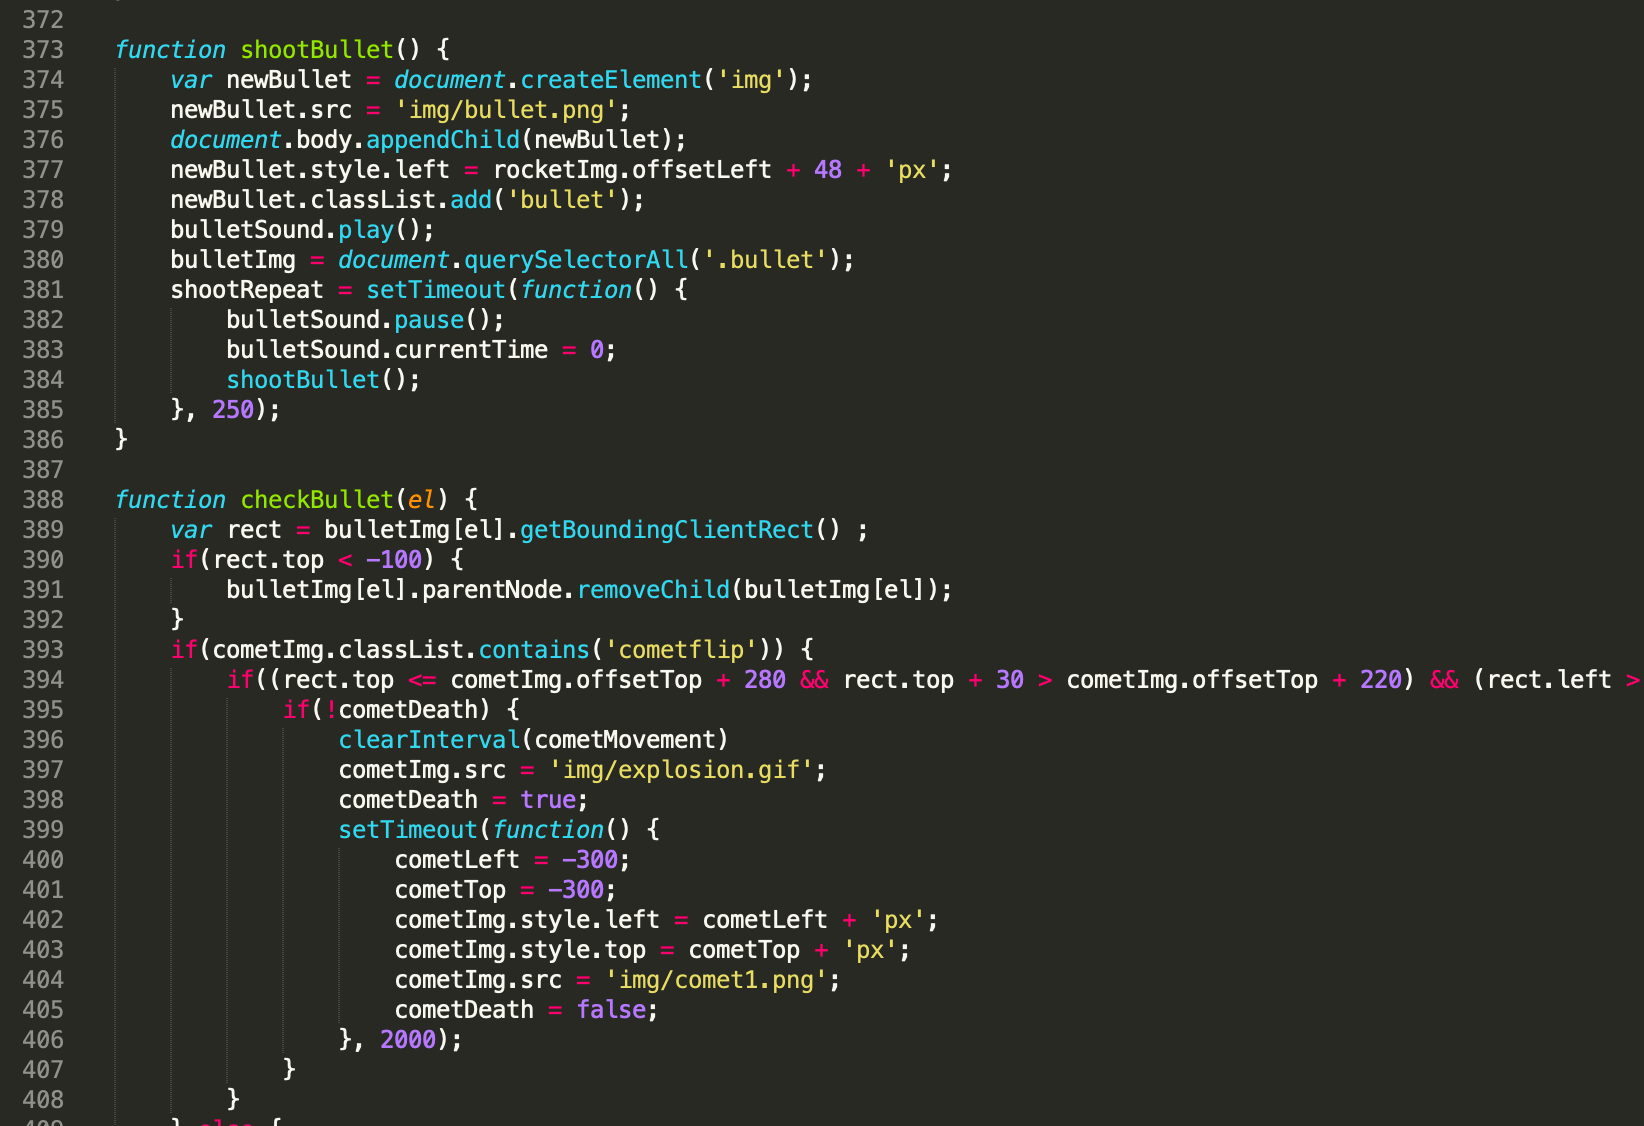 372
373 function shootBullet() {
374 var newBullet = document.createElement('img');
375 newBullet.src = 'img/bullet.png';
376 document.body.appendChild(newBullet);
377 newBullet.style.left = rocketImg.offsetLeft + 48 + 'px';
378 newBullet.classList.add('bullet');
379 bulletSound.play();
380 bulletImg = document.querySelectorAll('.bullet');
381 shootRepeat = setTimeout(function() {
382 bulletSound.pause();
383 bulletSound.currentTime = 0;
384 shootBullet();
385 }, 250);
386 }
387
388 function checkBullet(el) {
389 var rect = bulletImg[el].getBoundingClientRect() ;
390 if(rect.top < -100) {
391 bulletImg[el].parentNode.removeChild(bulletImg[el]);
392 }
393 if(cometImg.classList.contains('cometflip')) {
394 if((rect.top <= cometImg.offsetTop + 280 && rect.top + 30 > cometImg.offsetTop + 220) && (rect.left >
395 if(!cometDeath) {
396 clearInterval(cometMovement)
397 cometImg.src = 'img/explosion.gif';
398 cometDeath = true;
399 setTimeout(function() {
400 cometLeft = -300;
401 cometTop = -300;
402 cometImg.style.left = cometLeft + 'px';
403 cometImg.style.top = cometTop + 'px';
404 cometImg.src = 'img/comet1.png';
405 cometDeath = false;
406 }, 2000);
407 }
408 }
409 } else {